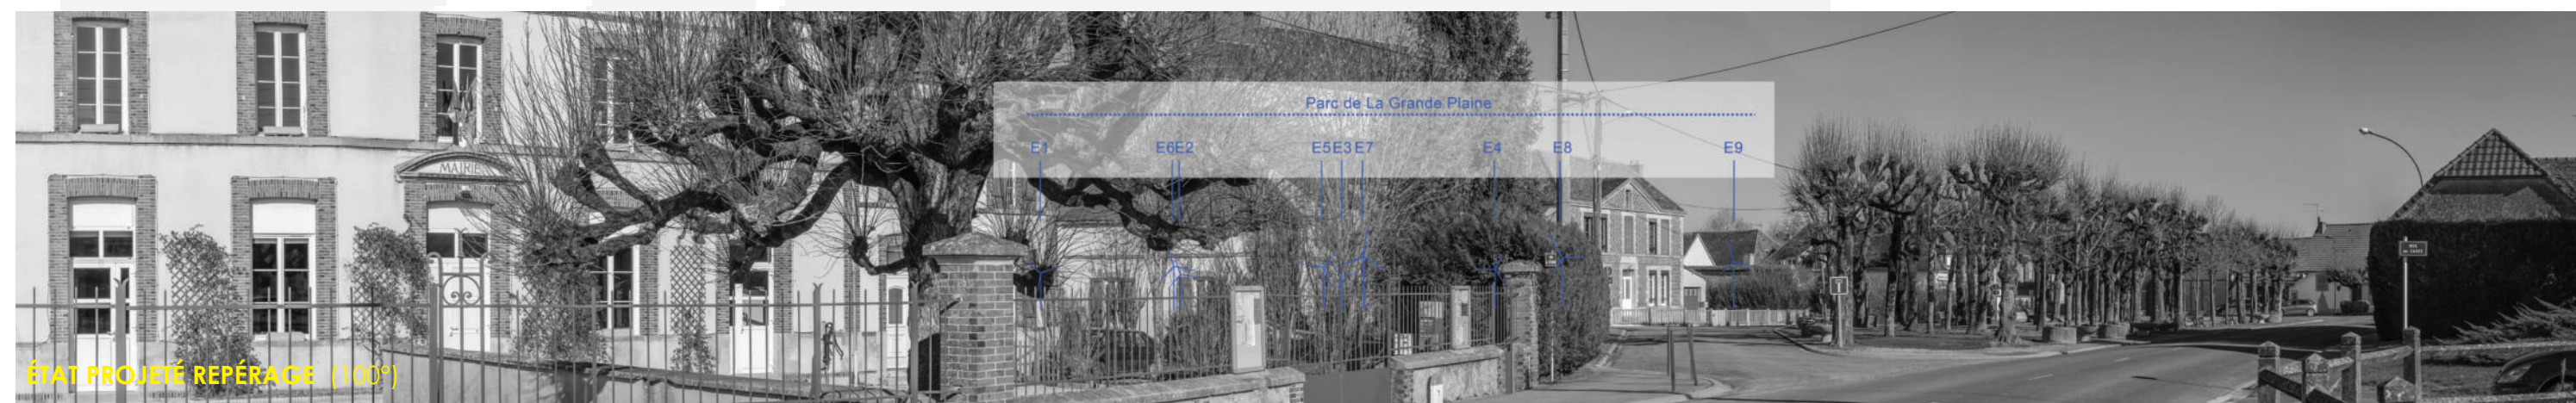 Parc de La Grande Plaine
E1 E6E2 E5E3E7 E4 E8 E9
MAIRIE
ÉTAT PROJETÉ REPÉRAGE (100°)